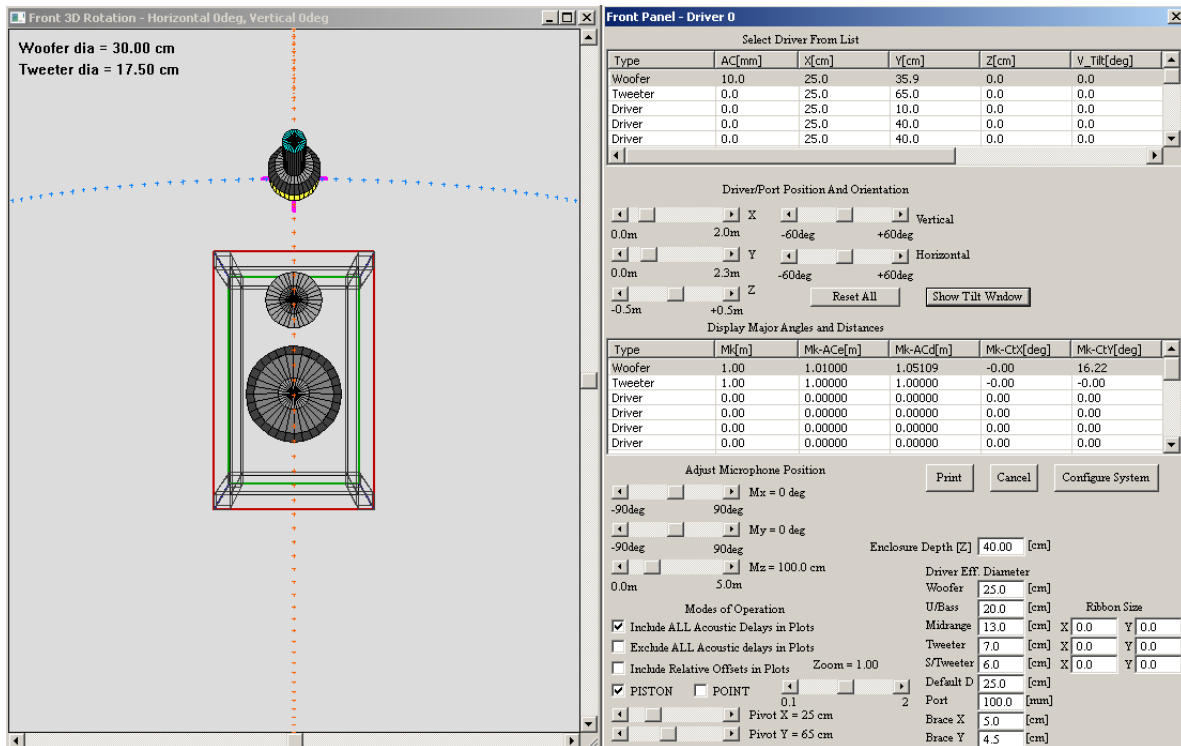 Front 3D Rotation - Horizontal 0deg, Vertical 0deg
Woofer dia = 30.00 cm
Tweeter dia = 17.50 cm
Front Panel - Driver 0
Select Driver From List
Type AC[mm] X[cm] Y[cm] Z[cm] V_Tilt[deg]
Woofer 10.0 25.0 35.9 0.0 0.0
Tweeter 0.0 25.0 65.0 0.0 0.0
Driver 0.0 25.0 10.0 0.0 0.0
Driver 0.0 25.0 40.0 0.0 0.0
Driver 0.0 25.0 40.0 0.0 0.0
Driver/Port Position And Orientation
X Vertical
0.0m 2.0m -60deg +60deg
Y Horizontal
0.0m 2.3m -60deg +60deg
Z Reset All Show Tilt Wndow
-0.5m +0.5m
Display Major Angles and Distances
Type Mk[m] Mk-ACe[m] Mk-ACd[m] Mk-CtX[deg] Mk-CtY[deg]
Woofer 1.00 1.01000 1.05109 -0.00 16.22
Tweeter 1.00 1.00000 1.00000 -0.00 -0.00
Driver 0.00 0.00000 0.00000 0.00 0.00
Driver 0.00 0.00000 0.00000 0.00 0.00
Driver 0.00 0.00000 0.00000 0.00 0.00
Driver 0.00 0.00000 0.00000 0.00 0.00
Adjust Microphone Position
Print Cancel Configure System
Mx = 0 deg
-90deg 90deg
My = 0 deg
-90deg 90deg
Mz = 100.0 cm
0.0m 5.0m
Enclosure Depth [Z] 40.00 [cm]
Driver Eff. Diameter
Woofer 25.0 [cm]
U/Bass 20.0 [cm] Ribbon Size
Midrange 13.0 [cm] X 0.0 Y 0.0
Tweeter 7.0 [cm] X 0.0 Y 0.0
S/Tweeter 6.0 [cm] X 0.0 Y 0.0
Default D 25.0 [cm]
Port 100.0 [mm]
Brace X 5.0 [cm]
Brace Y 4.5 [cm]
Modes of Operation
Include ALL Acoustic Delays in Plots
Exclude ALL Acoustic delays in Plots
Include Relative Offsets in Plots Zoom = 1.00
PISTON POINT
0.1 2
Pivot X = 25 cm
Pivot Y = 65 cm